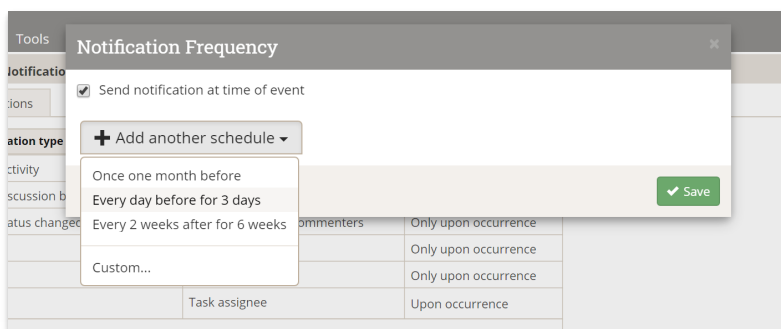 Tools
Notification Frequency
×
Send notification at time of event
Add another schedule
ation type
ctivity
Once one month before
scussion b
Every day before for 3 days
Save
atus changed
Every 2 weeks after for 6 weeks
ommenters
Only upon occurrence
Only upon occurrence
Custom...
Only upon occurrence
Task assignee
Upon occurrence